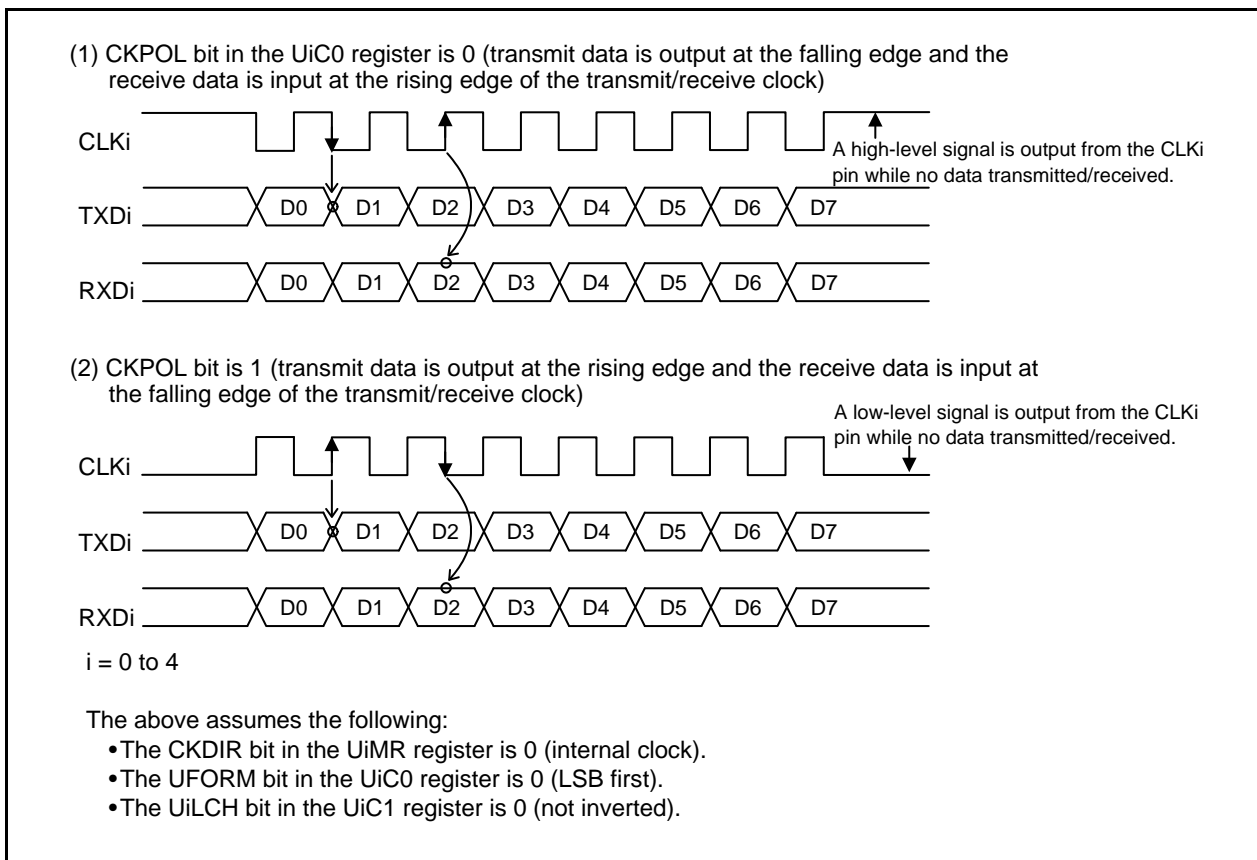 (1) CKPOL bit in the UiC0 register is 0 (transmit data is output at the falling edge and the
receive data is input at the rising edge of the transmit/receive clock)
CLKi
A high-level signal is output from the CLKi
pin while no data transmitted/received.
TXDi D0 D1 D2 D3 D4 D5 D6 D7
RXDi D0 D1 D2 D3 D4 D5 D6 D7
(2) CKPOL bit is 1 (transmit data is output at the rising edge and the receive data is input at
the falling edge of the transmit/receive clock)
A low-level signal is output from the CLKi
pin while no data transmitted/received.
CLKi
TXDi D0 D1 D2 D3 D4 D5 D6 D7
RXDi D0 D1 D2 D3 D4 D5 D6 D7
i = 0 to 4
The above assumes the following:
•The CKDIR bit in the UiMR register is 0 (internal clock).
•The UFORM bit in the UiC0 register is 0 (LSB first).
•The UiLCH bit in the UiC1 register is 0 (not inverted).